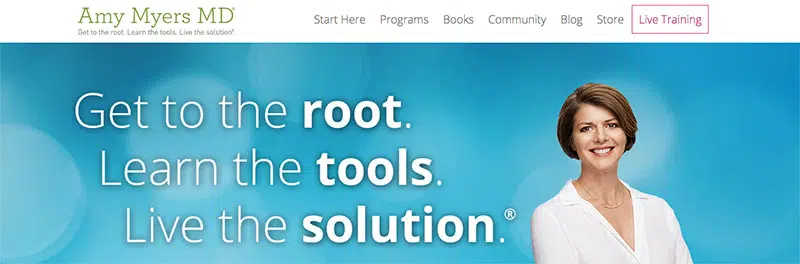 Amy Myers MD®
Get to the root. Learn the tools. Live the solution®
Start Here Programs Books Community Blog Store Live Training
Get to the root.
Learn the tools.
Live the solution.®